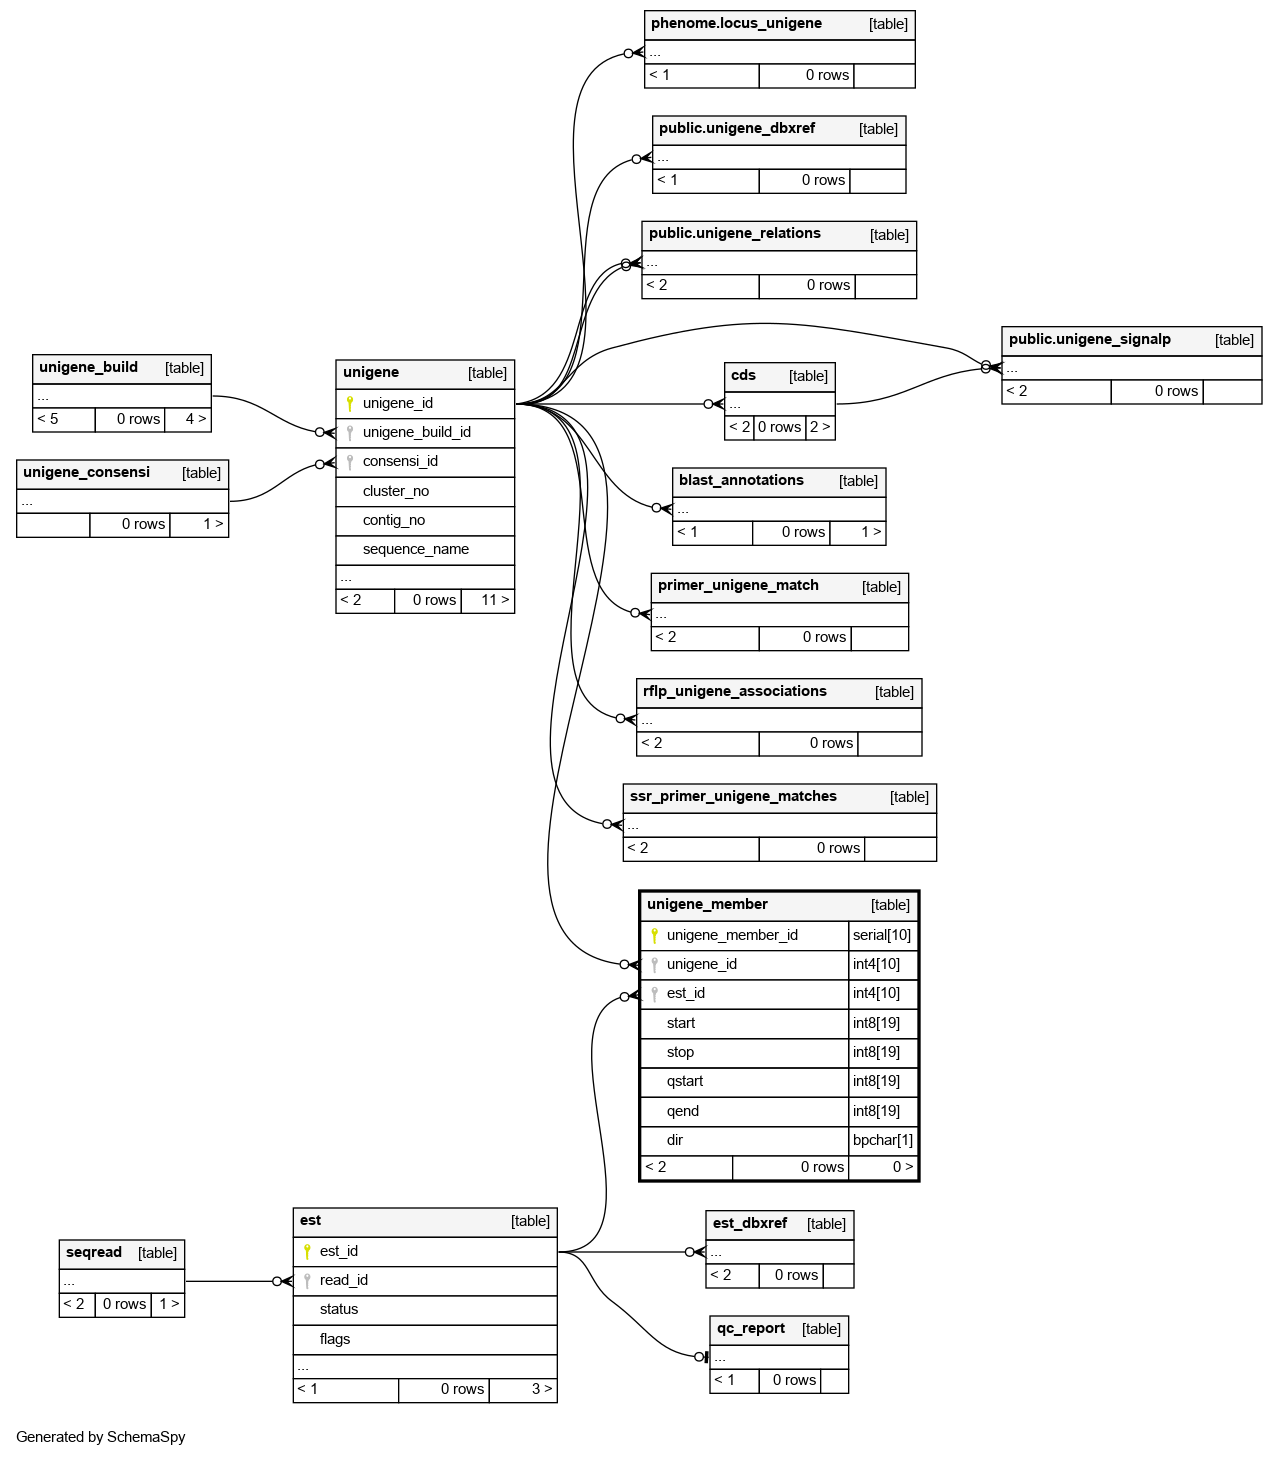 phenome.locus_unigene [table]
...
< 1 0 rows
public.unigene_dbxref [table]
...
< 1 0 rows
public.unigene_relations [table]
...
< 2 0 rows
public.unigene_signalp [table]
...
< 2 0 rows
unigene_build [table]
...
< 5 0 rows 4 >
unigene_consensi [table]
...
0 rows 1 >
unigene [table]
unigene_id
unigene_build_id
consensi_id
cluster_no
contig_no
sequence_name
...
< 2 0 rows 11 >
cds [table]
...
< 2 0 rows 2 >
blast_annotations [table]
...
< 1 0 rows 1 >
primer_unigene_match [table]
...
< 2 0 rows
rflp_unigene_associations [table]
...
< 2 0 rows
ssr_primer_unigene_matches [table]
...
< 2 0 rows
unigene_member [table]
unigene_member_id serial[10]
unigene_id int4[10]
est_id int4[10]
start int8[19]
stop int8[19]
qstart int8[19]
qend int8[19]
dir bpchar[1]
< 2 0 rows 0 >
seqread [table]
...
< 2 0 rows 1 >
est [table]
est_id
read_id
status
flags
...
< 1 0 rows 3 >
est_dbxref [table]
...
< 2 0 rows
qc_report [table]
...
< 1 0 rows
Generated by SchemaSpy